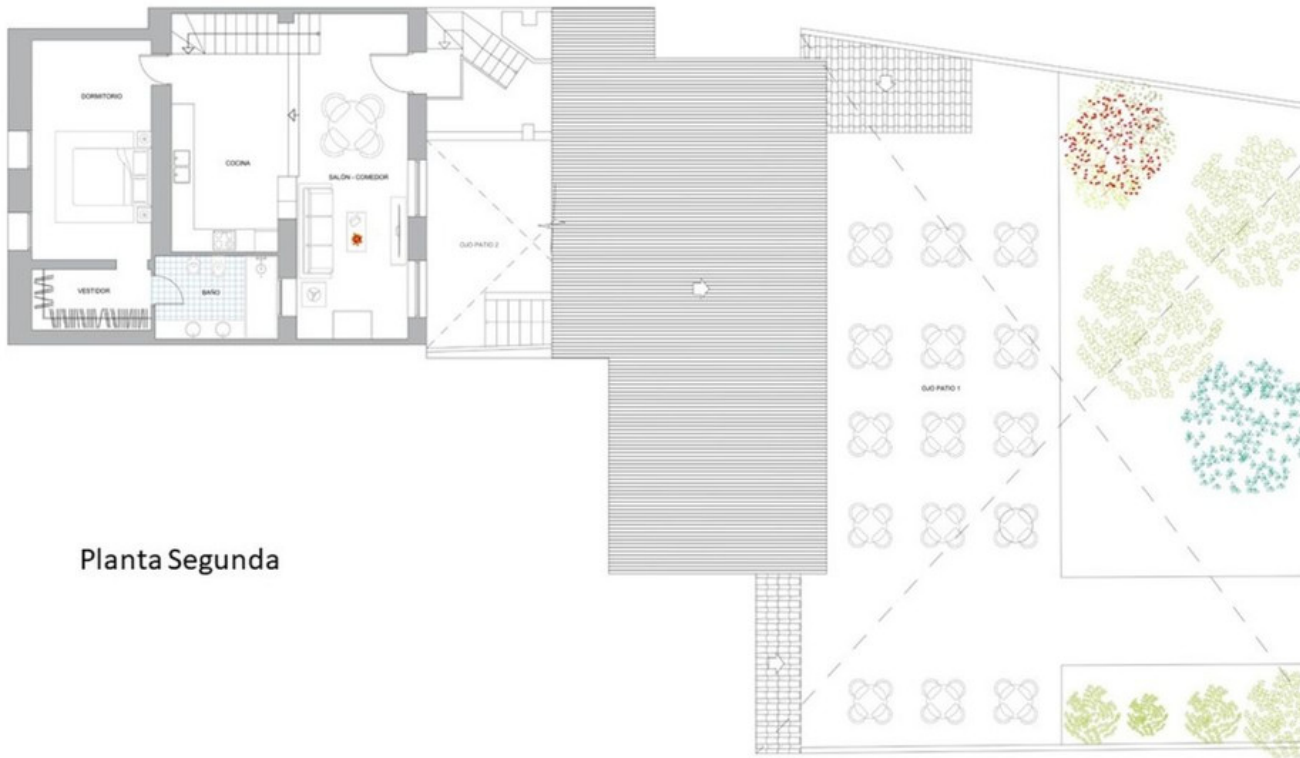 DORMITORIO
COCINA
SALÓN - COMEDOR
OJO PATIO 2
VESTIDOR
BAÑO
OJO PATIO 1
Planta Segunda